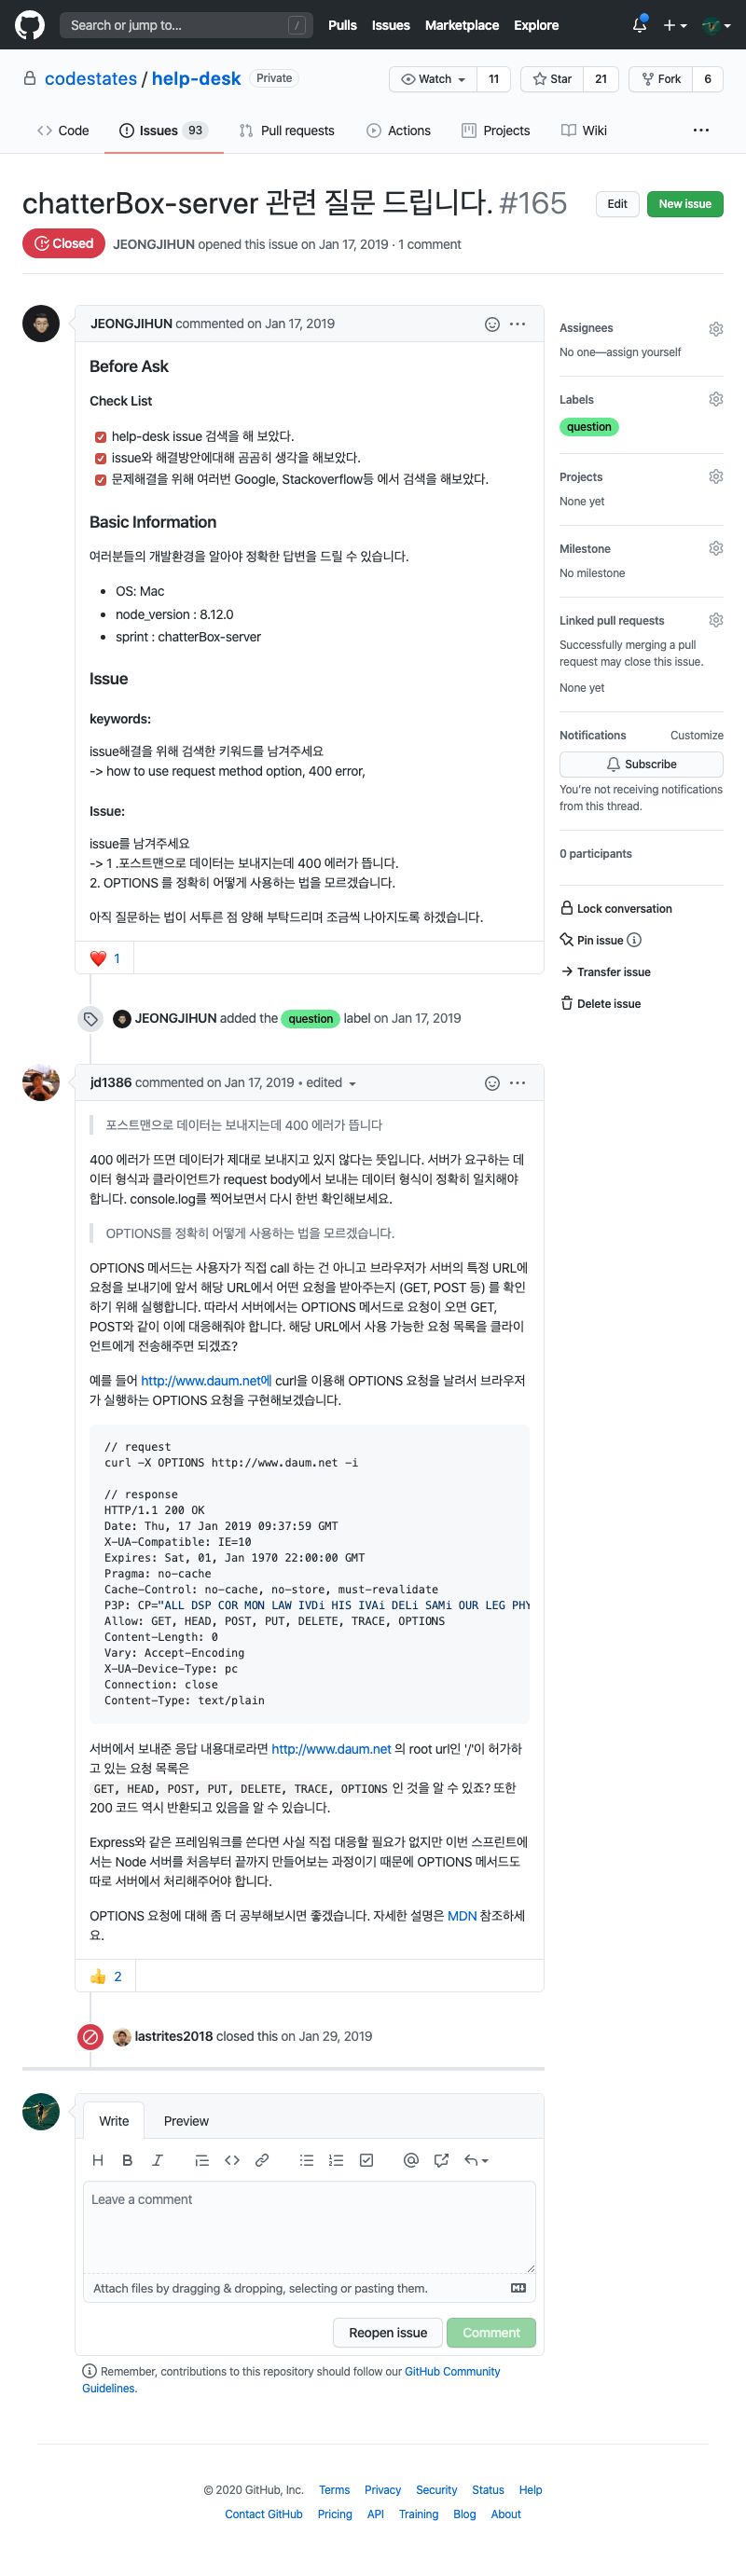 Search or jump to... /
Pulls Issues Marketplace Explore
codestates / help-desk Private
Watch 11 Star 21 Fork 6
Code Issues 93 Pull requests Actions Projects Wiki
chatterBox-server 관련 질문 드립니다. #165
Edit New issue
Closed JEONGJIHUN opened this issue on Jan 17, 2019 · 1 comment
JEONGJIHUN commented on Jan 17, 2019
Before Ask
Check List
help-desk issue 검색을 해 보았다.
issue와 해결방안에대해 곰곰히 생각을 해보았다.
문제해결을 위해 여러번 Google, Stackoverflow등 에서 검색을 해보았다.
Basic Information
여러분들의 개발환경을 알아야 정확한 답변을 드릴 수 있습니다.
• OS: Mac
• node_version : 8.12.0
• sprint : chatterBox-server
Issue
keywords:
issue해결을 위해 검색한 키워드를 남겨주세요
-> how to use request method option, 400 error,
Issue:
issue를 남겨주세요
-> 1 .포스트맨으로 데이터는 보내지는데 400 에러가 뜹니다.
2. OPTIONS 를 정확히 어떻게 사용하는 법을 모르겠습니다.
아직 질문하는 법이 서투른 점 양해 부탁드리며 조금씩 나아지도록 하겠습니다.
❤️ 1
Assignees
No one—assign yourself
Labels
question
Projects
None yet
Milestone
No milestone
Linked pull requests
Successfully merging a pull
request may close this issue.
None yet
Notifications Customize
Subscribe
You're not receiving notifications
from this thread.
0 participants
Lock conversation
Pin issue
Transfer issue
Delete issue
JEONGJIHUN added the question label on Jan 17, 2019
jd1386 commented on Jan 17, 2019 • edited
포스트맨으로 데이터는 보내지는데 400 에러가 뜹니다
400 에러가 뜨면 데이터가 제대로 보내지고 있지 않다는 뜻입니다. 서버가 요구하는 데
이터 형식과 클라이언트가 request body에서 보내는 데이터 형식이 정확히 일치해야
합니다. console.log를 찍어보면서 다시 한번 확인해보세요.
OPTIONS를 정확히 어떻게 사용하는 법을 모르겠습니다.
OPTIONS 메서드는 사용자가 직접 call 하는 건 아니고 브라우저가 서버의 특정 URL에
요청을 보내기에 앞서 해당 URL에서 어떤 요청을 받아주는지 (GET, POST 등) 를 확인
하기 위해 실행합니다. 따라서 서버에서는 OPTIONS 메서드로 요청이 오면 GET,
POST와 같이 이에 대응해줘야 합니다. 해당 URL에서 사용 가능한 요청 목록을 클라이
언트에게 전송해주면 되겠죠?
예를 들어 http://www.daum.net에 curl을 이용해 OPTIONS 요청을 날려서 브라우저
가 실행하는 OPTIONS 요청을 구현해보겠습니다.
// request
curl -X OPTIONS http://www.daum.net -i
// response
HTTP/1.1 200 OK
Date: Thu, 17 Jan 2019 09:37:59 GMT
X-UA-Compatible: IE=10
Expires: Sat, 01, Jan 1970 22:00:00 GMT
Pragma: no-cache
Cache-Control: no-cache, no-store, must-revalidate
P3P: CP="ALL DSP COR MON LAW IVDi HIS IVAi DELi SAMi OUR LEG PHY
Allow: GET, HEAD, POST, PUT, DELETE, TRACE, OPTIONS
Content-Length: 0
Vary: Accept-Encoding
X-UA-Device-Type: pc
Connection: close
Content-Type: text/plain
서버에서 보내준 응답 내용대로라면 http://www.daum.net 의 root url인 '/'이 허가하
고 있는 요청 목록은
GET, HEAD, POST, PUT, DELETE, TRACE, OPTIONS 인 것을 알 수 있죠? 또한
200 코드 역시 반환되고 있음을 알 수 있습니다.
Express와 같은 프레임워크를 쓴다면 사실 직접 대응할 필요가 없지만 이번 스프린트에
서는 Node 서버를 처음부터 끝까지 만들어보는 과정이기 때문에 OPTIONS 메서드도
따로 서버에서 처리해주어야 합니다.
OPTIONS 요청에 대해 좀 더 공부해보시면 좋겠습니다. 자세한 설명은 MDN 참조하세
요.
👍 2
lastrites2018 closed this on Jan 29, 2019
Write Preview
Leave a comment
Attach files by dragging & dropping, selecting or pasting them.
Reopen issue Comment
Remember, contributions to this repository should follow our GitHub Community
Guidelines.
© 2020 GitHub, Inc. Terms Privacy Security Status Help
Contact GitHub Pricing API Training Blog About